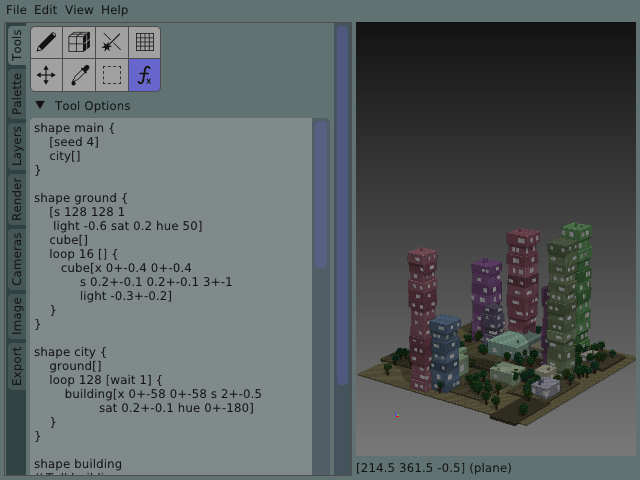 File Edit View Help
Tools
Palette
Layers
Render
Cameras
Image
Export
fx
Tool Options
shape main {
[seed 4]
city[]
}
shape ground {
[s 128 128 1
light -0.6 sat 0.2 hue 50]
cube[]
loop 16 [] {
cube[x 0+-0.4 0+-0.4
s 0.2+-0.1 0.2+-0.1 3+-1
light -0.3+-0.2]
}
}
shape city {
ground[]
loop 128 [wait 1] {
building[x 0+-58 0+-58 s 2+-0.5
sat 0.2+-0.1 hue 0+-180]
}
}
shape building
[214.5 361.5 -0.5] (plane)